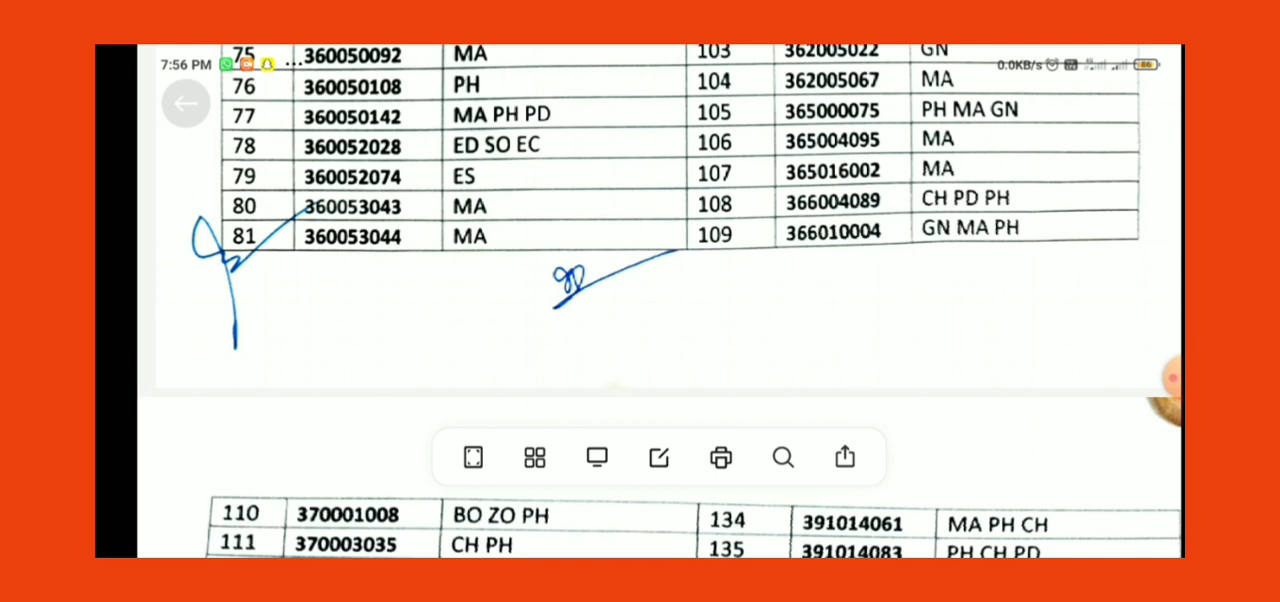 75 360050092 MA 103 362005022 GN
7:56 PM ... 0.0KB/s 86
76 360050108 PH 104 362005067 MA
77 360050142 MA PH PD 105 365000075 PH MA GN
78 360052028 ED SO EC 106 365004095 MA
79 360052074 ES 107 365016002 MA
80 360053043 MA 108 366004089 CH PD PH
81 360053044 MA 109 366010004 GN MA PH
110 370001008 BO ZO PH 134 391014061 MA PH CH
111 370003035 CH PH 135 391014083 PH CH PD